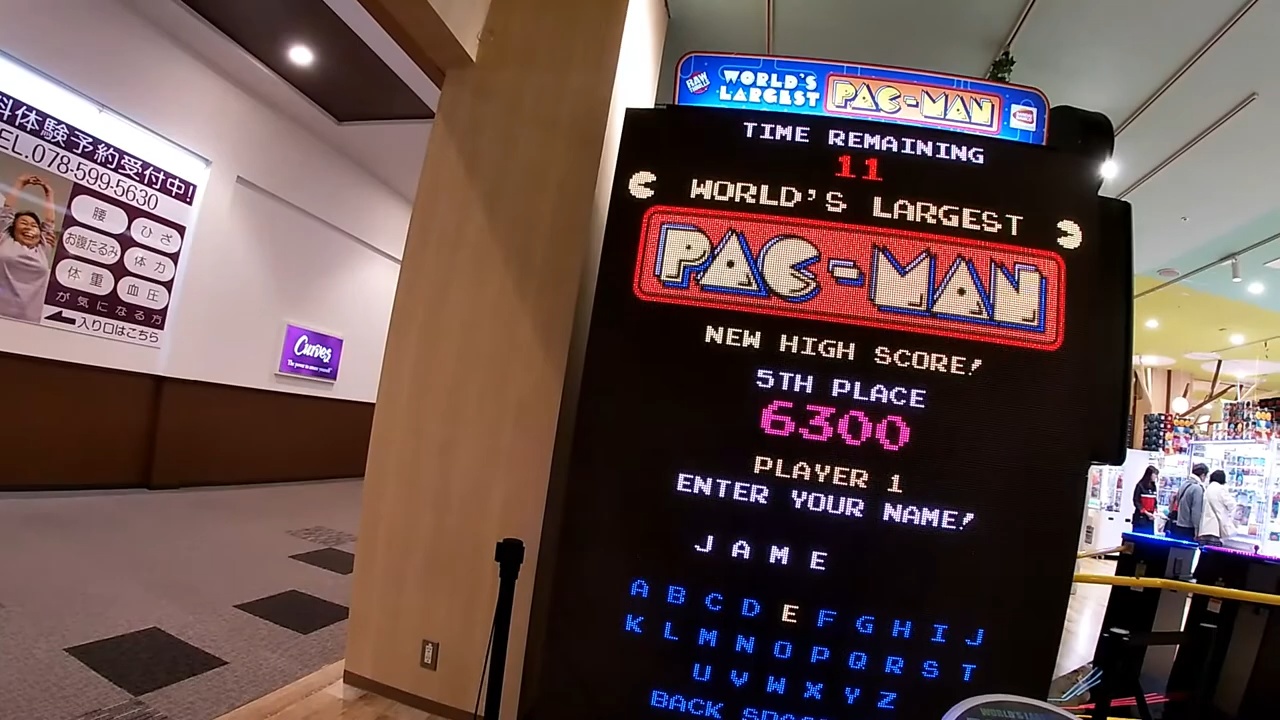 料体験予約受付中!
TEL.078-599-5630
腰
ひざ
お腹たるみ
体力
体重
血圧
が気になる方
入り口はこちら
Curves
WORLD'S LARGEST
PAC-MAN
TIME REMAINING
11
WORLD'S LARGEST
PAC-MAN
NEW HIGH SCORE!
5TH PLACE
6300
PLAYER 1
ENTER YOUR NAME!
JAME
A B C D E F G H I J
K L M N O P Q R S T
U V W X Y Z
BACK